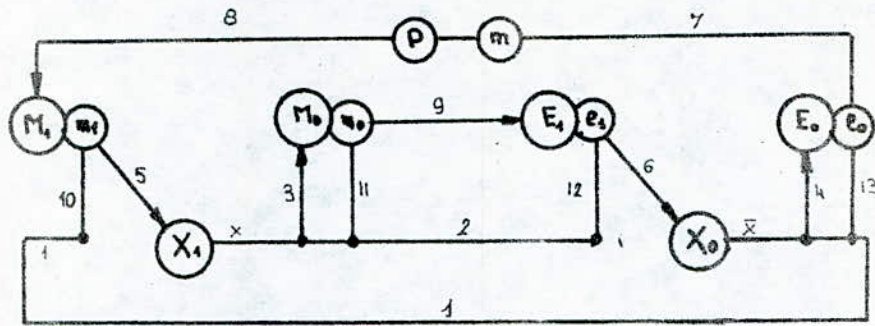 8 P m 7
M₁ m₁ M₀ m₀ 9 E₁ e₁ E₀ e₀
10 5 3 11 12 6 4 13
1 X₁ x 2 X₀ x̄
1